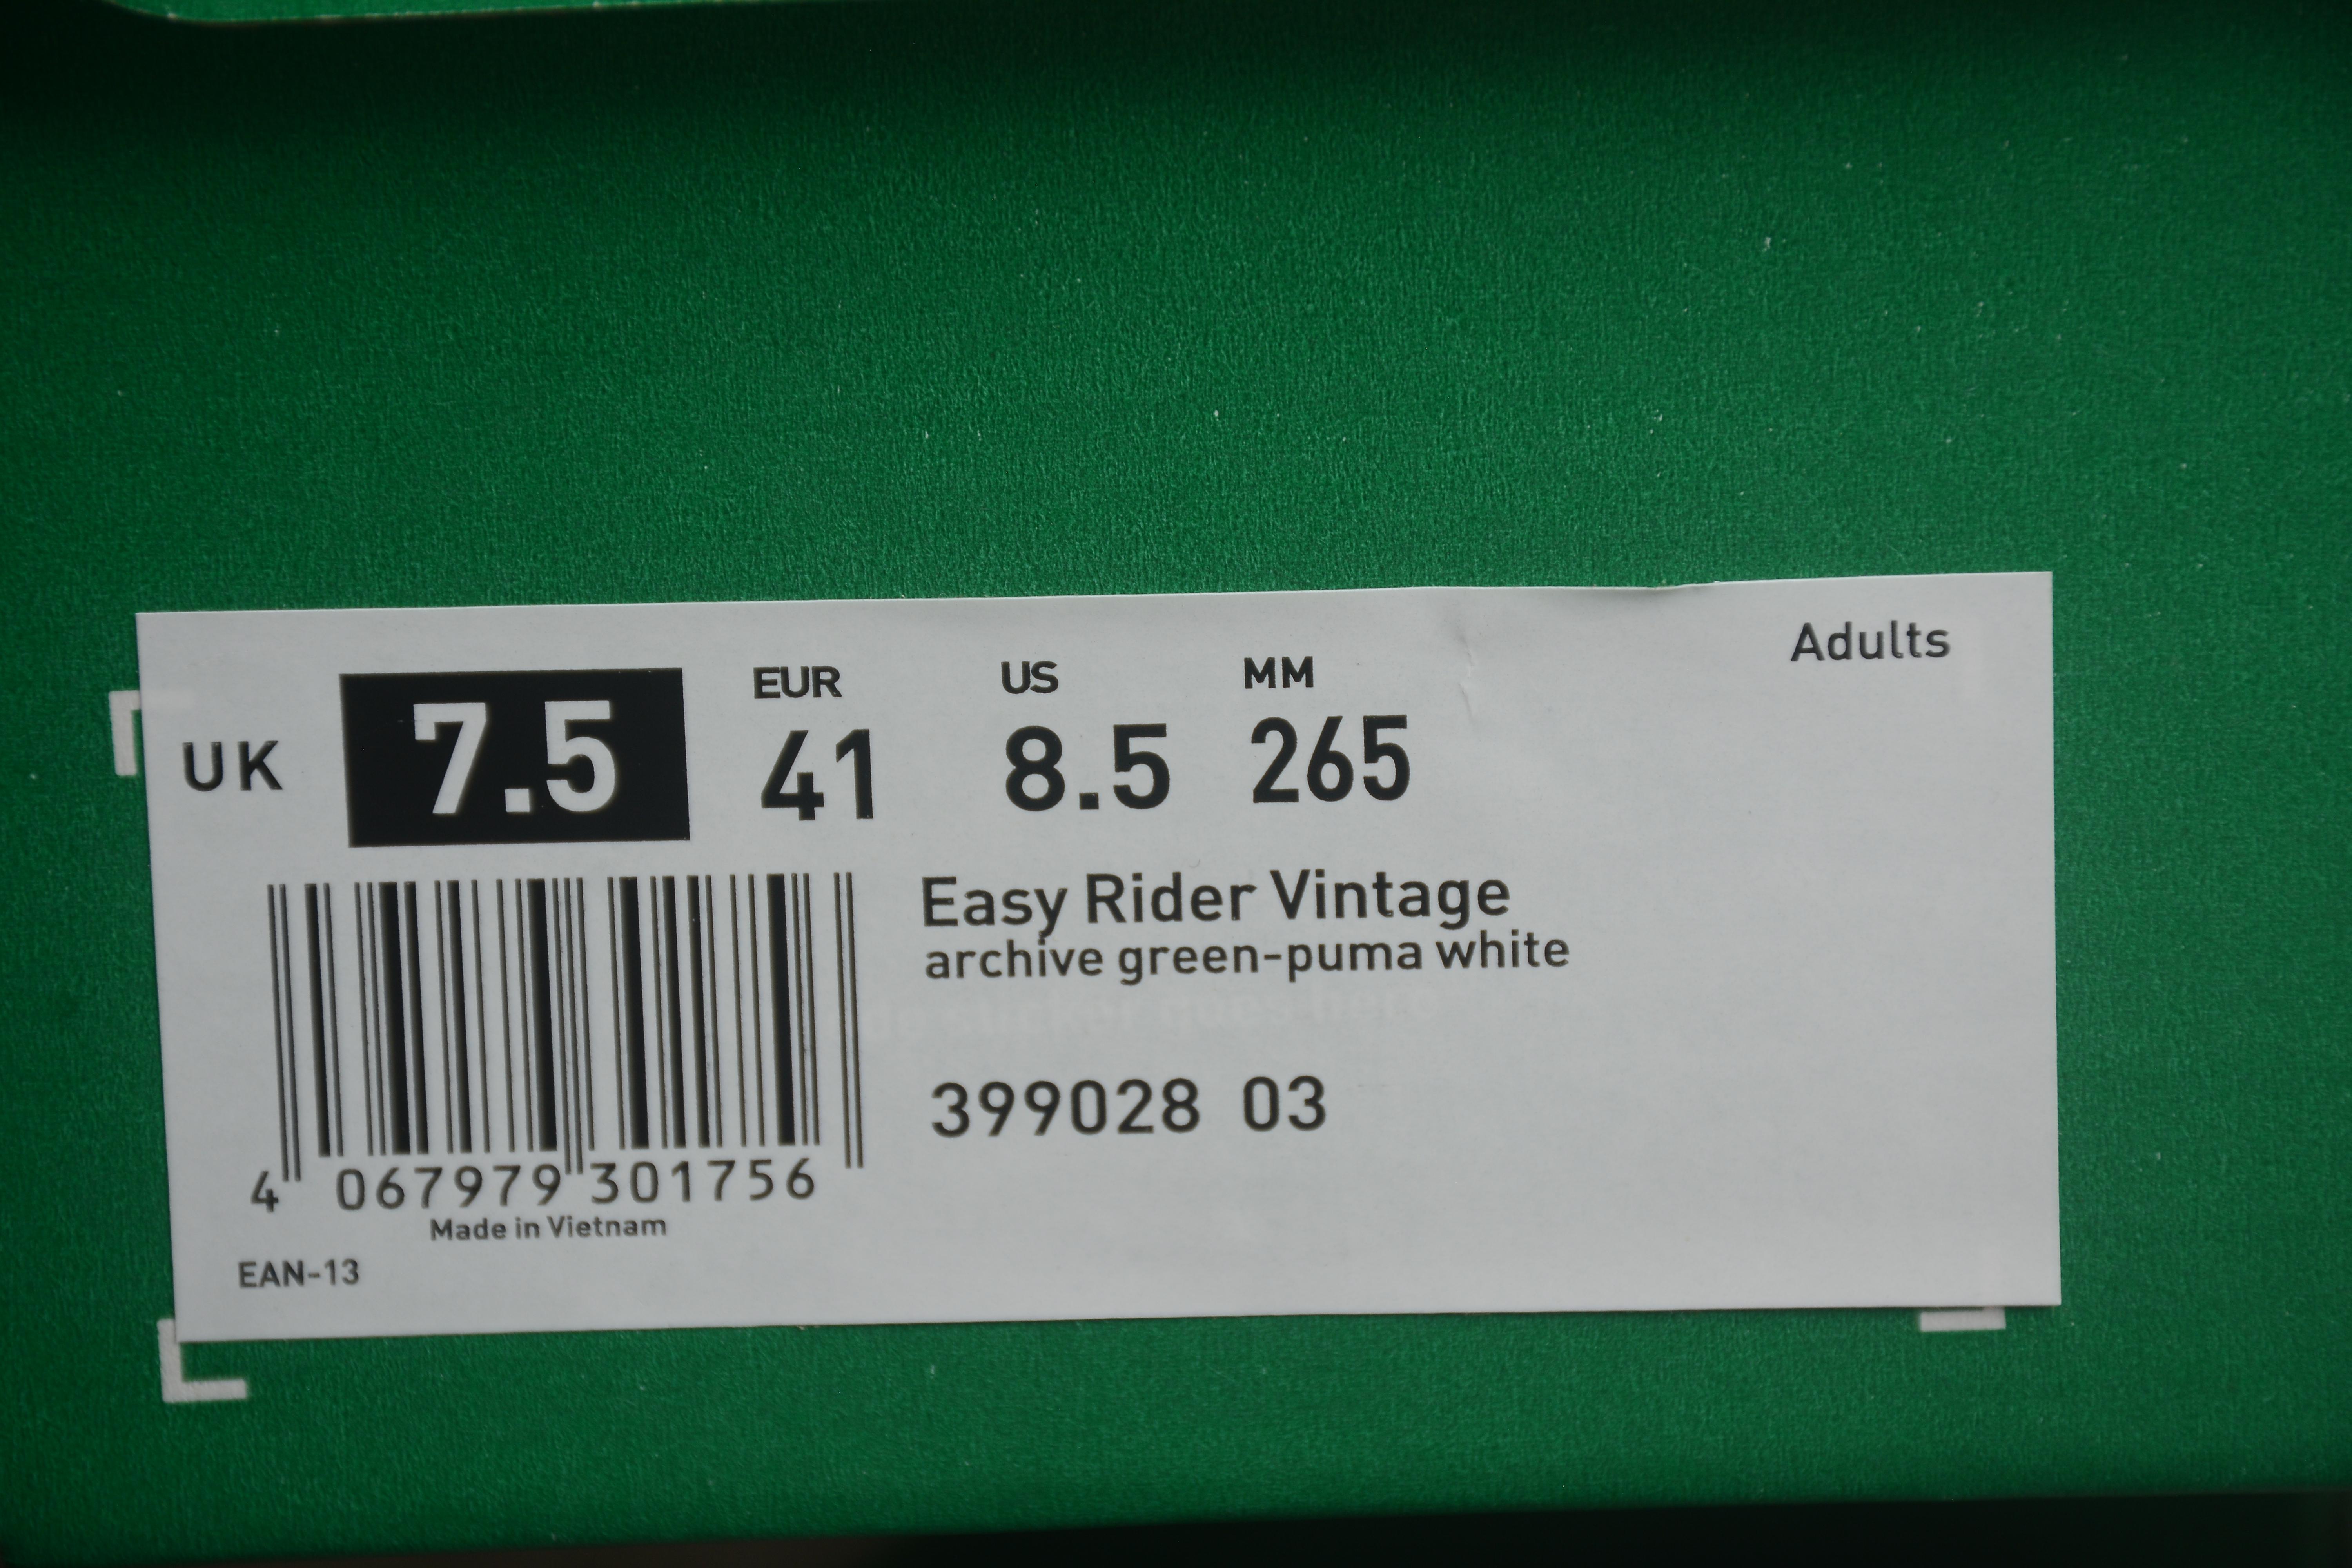 Adults
EUR US MM
UK 7.5 41 8.5 265
Easy Rider Vintage
archive green-puma white
399028 03
4 067979 301756
Made in Vietnam
EAN-13